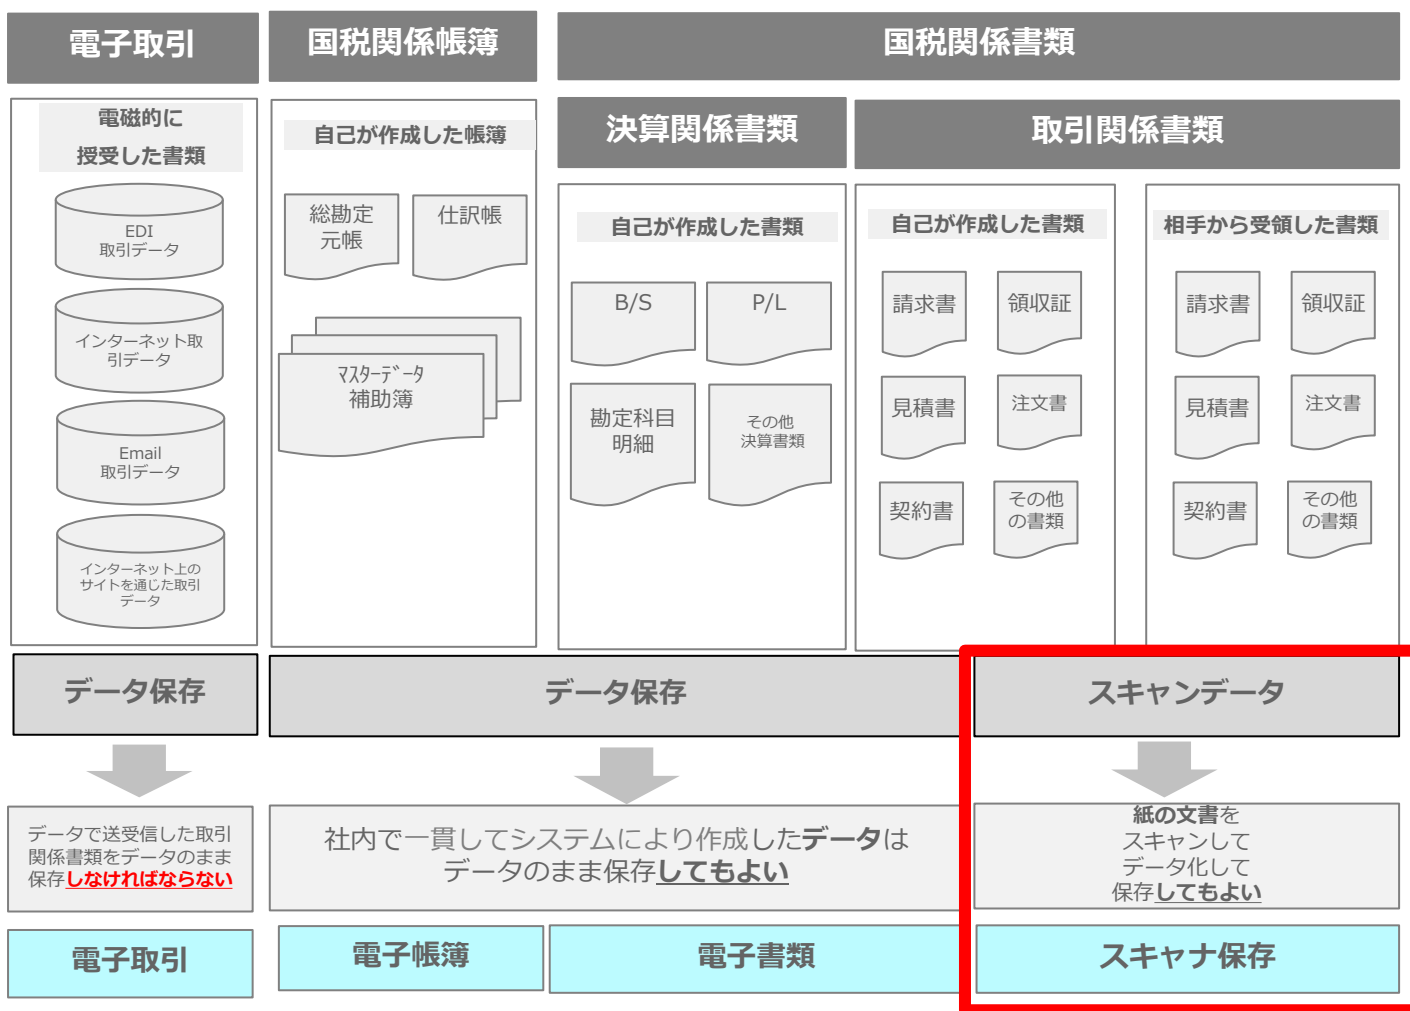 電子取引
国税関係帳簿
国税関係書類
電磁的に
授受した書類
自己が作成した帳簿
決算関係書類
取引関係書類
EDI
取引データ
インターネット取
引データ
Email
取引データ
インターネット上の
サイトを通じた取引
データ
総勘定
元帳
仕訳帳
ﾏｽﾀｰﾃﾞｰﾀ
補助簿
自己が作成した書類
B/S
P/L
勘定科目
明細
その他
決算書類
自己が作成した書類
請求書
領収証
見積書
注文書
契約書
その他
の書類
相手から受領した書類
請求書
領収証
見積書
注文書
契約書
その他
の書類
データ保存
データ保存
スキャンデータ
データで送受信した取引
関係書類をデータのまま
保存しなければならない
社内で一貫してシステムにより作成したデータは
データのまま保存してもよい
紙の文書を
スキャンして
データ化して
保存してもよい
電子取引
電子帳簿
電子書類
スキャナ保存